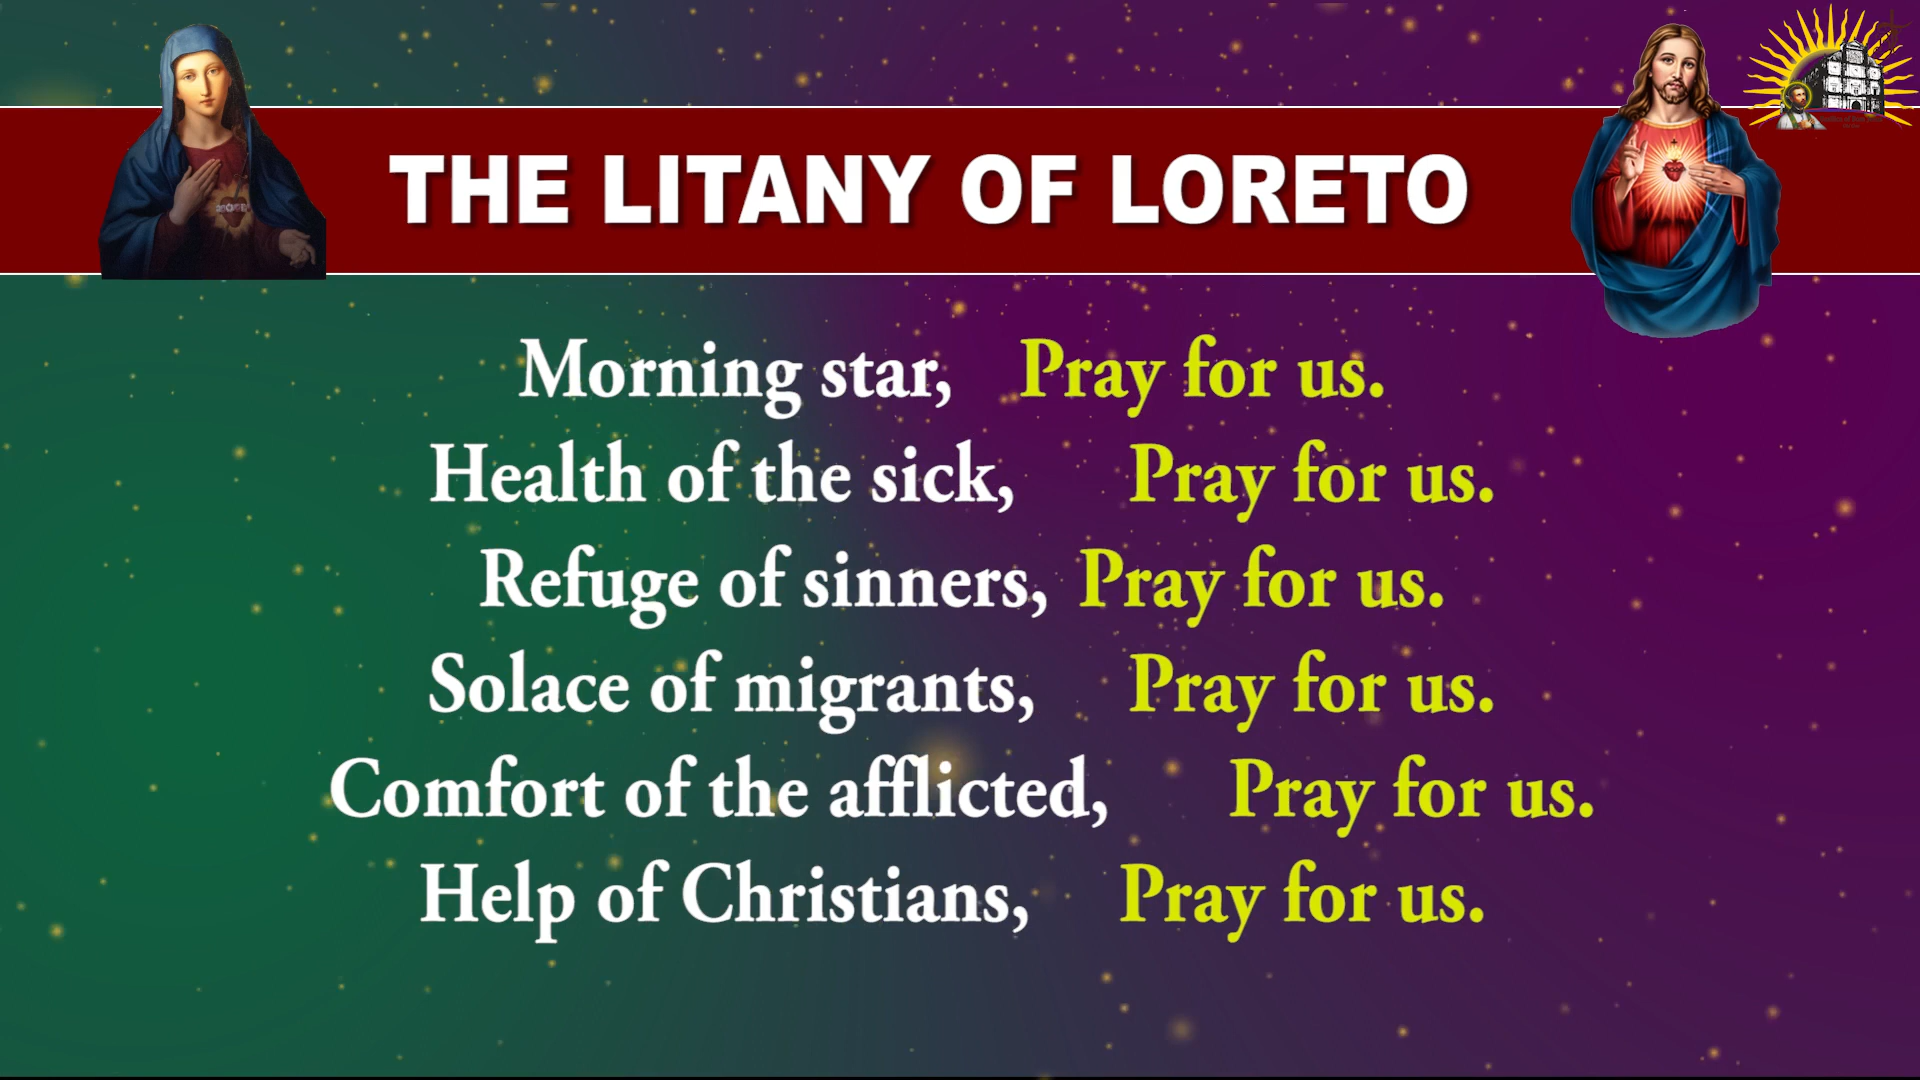 THE LITANY OF LORETO
Morning star, Pray for us.
Health of the sick, Pray for us.
Refuge of sinners, Pray for us.
Solace of migrants, Pray for us.
Comfort of the afflicted, Pray for us.
Help of Christians, Pray for us.